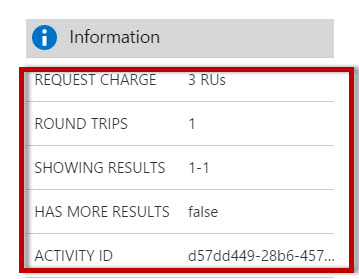 Information
REQUEST CHARGE 3 RUs
ROUND TRIPS 1
SHOWING RESULTS 1-1
HAS MORE RESULTS false
ACTIVITY ID d57dd449-28b6-457...